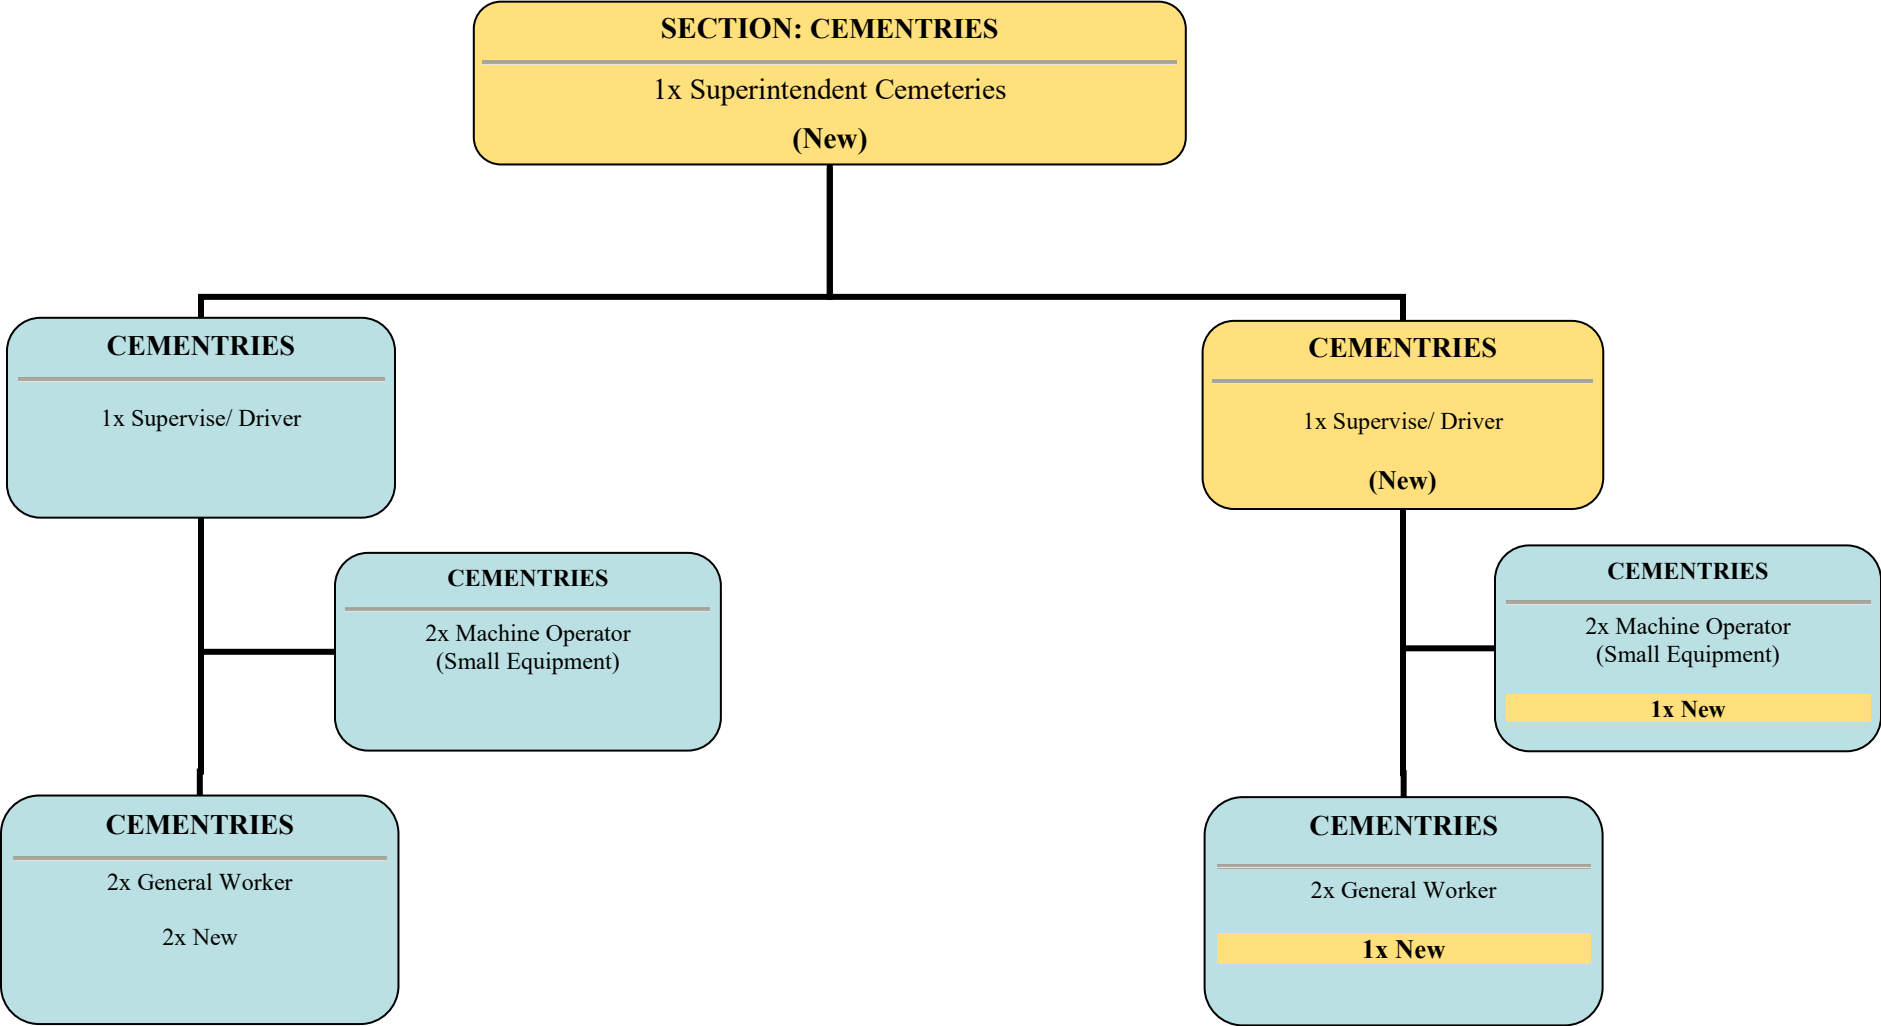 SECTION: CEMENTRIES
1x Superintendent Cemeteries
(New)
CEMENTRIES
1x Supervise/ Driver
CEMENTRIES
1x Supervise/ Driver
(New)
CEMENTRIES
2x Machine Operator
(Small Equipment)
CEMENTRIES
2x Machine Operator
(Small Equipment)
1x New
CEMENTRIES
2x General Worker
2x New
CEMENTRIES
2x General Worker
1x New